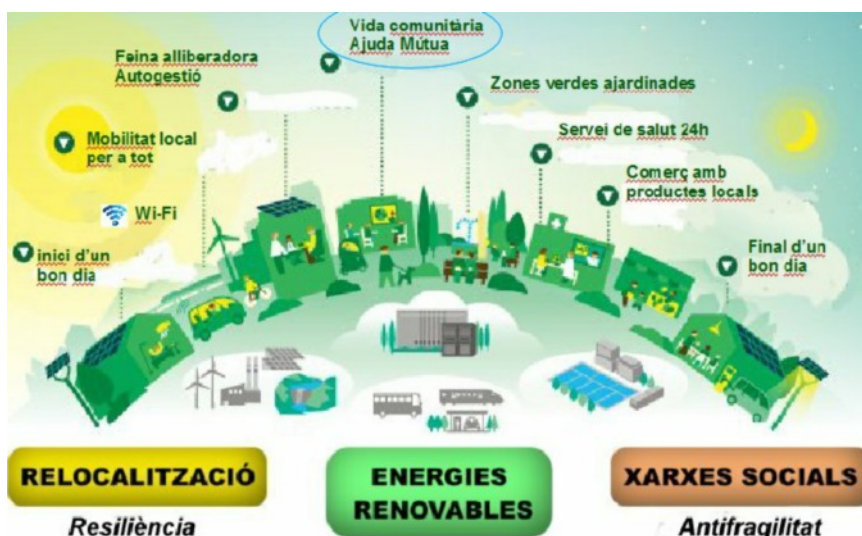 Vida comunitària
Ajuda Mútua
Feina alliberadora
Autogestió
Zones verdes ajardinades
Servei de salut 24h
Mobilitat local
per a tot
Comerç amb
productes locals
Wi-Fi
inici d'un
bon dia
Final d'un
bon dia
RELOCALITZACIÓ
ENERGIES
RENOVABLES
XARXES SOCIALS
Resiliència
Antifragilitat